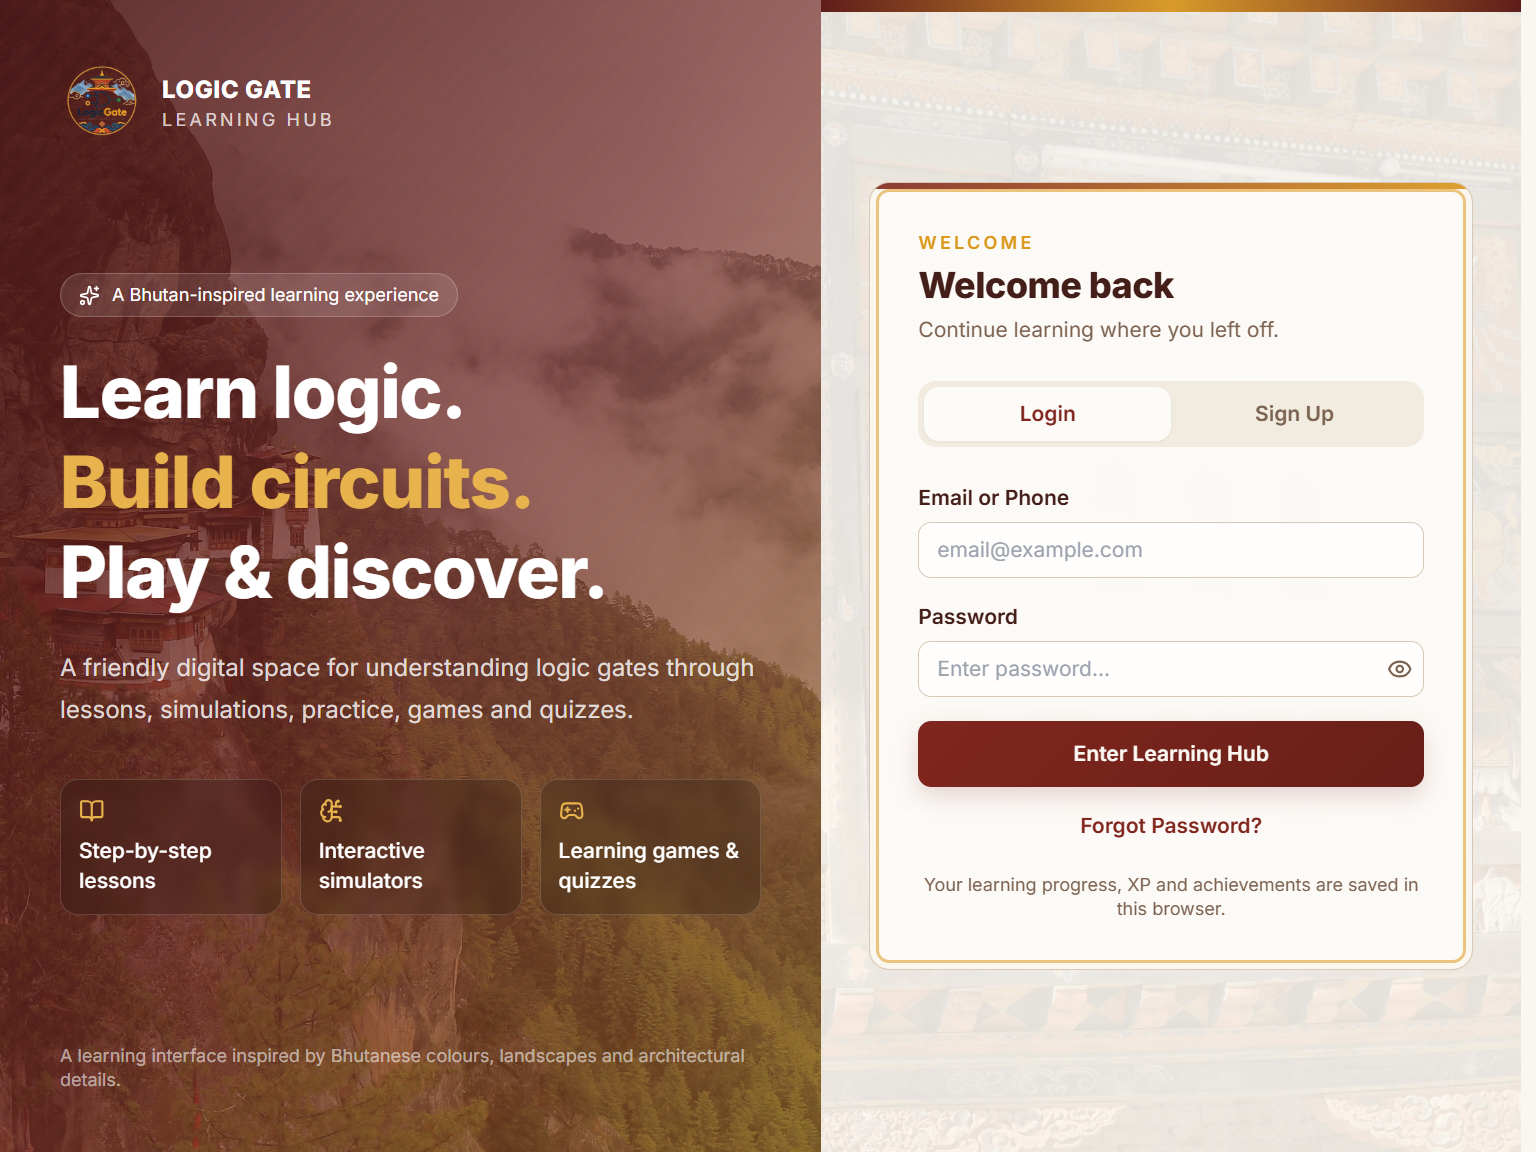 Gate
LOGIC GATE
LEARNING HUB
A Bhutan-inspired learning experience
Learn logic.
Build circuits.
Play & discover.
A friendly digital space for understanding logic gates through
lessons, simulations, practice, games and quizzes.
Step-by-step
lessons
Interactive
simulators
Learning games &
quizzes
A learning interface inspired by Bhutanese colours, landscapes and architectural
details.
WELCOME
Welcome back
Continue learning where you left off.
Login
Sign Up
Email or Phone
email@example.com
Password
Enter password...
Enter Learning Hub
Forgot Password?
Your learning progress, XP and achievements are saved in
this browser.